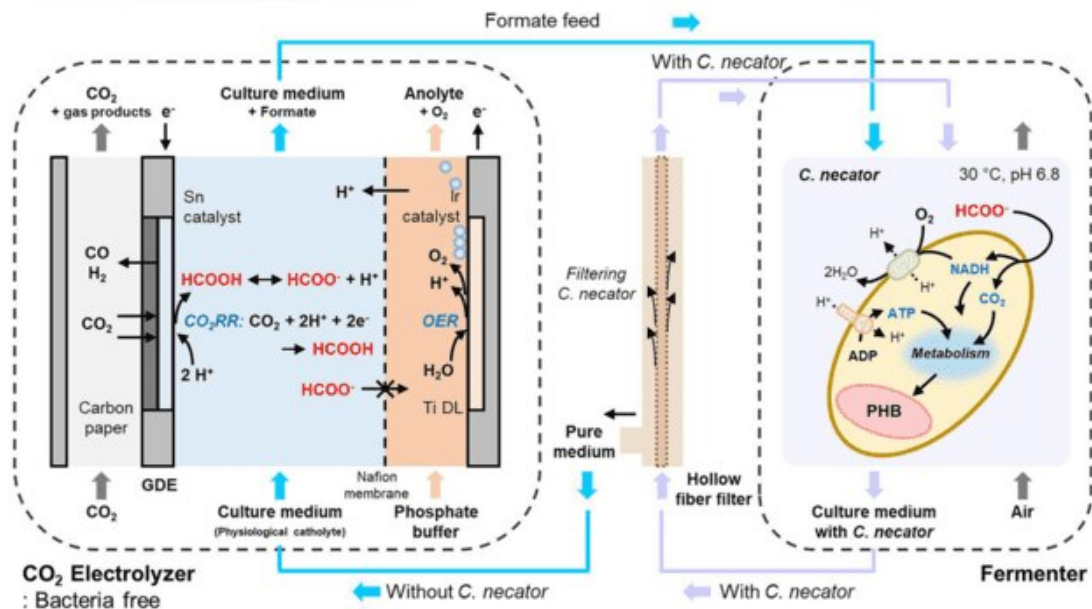 Formate feed
With C. necator
CO₂
+ gas products
e⁻
Culture medium
+ Formate
Anolyte
+ O₂
e⁻
Sn
catalyst
H⁺
Ir
catalyst
CO
H₂
HCOOH
HCOO⁻ + H⁺
O₂
H⁺
CO₂
CO₂RR: CO₂ + 2H⁺ + 2e⁻
HCOOH
OER
2 H⁺
HCOO⁻
H₂O
Carbon
paper
Ti DL
GDE
Nafion
membrane
CO₂
Culture medium
(Physiological catholyte)
Phosphate
buffer
CO₂ Electrolyzer
: Bacteria free
Filtering
C. necator
Pure
medium
Hollow
fiber filter
Without C. necator
With C. necator
C. necator
30 °C, pH 6.8
O₂
HCOO⁻
H⁺
2H₂O
H⁺
NADH
CO₂
H⁺
ATP
H⁺
ADP
Metabolism
PHB
Culture medium
with C. necator
Air
Fermenter